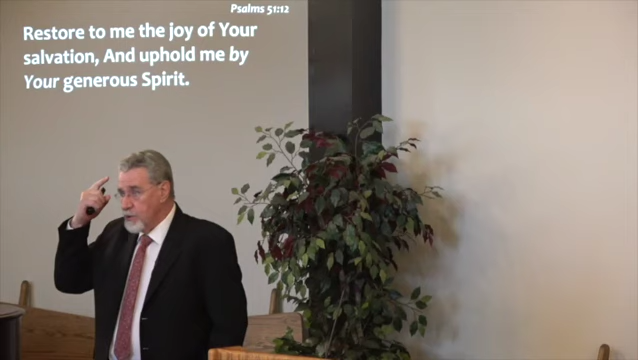 Psalms 51:12
Restore to me the joy of Your
salvation, And uphold me by
Your generous Spirit.